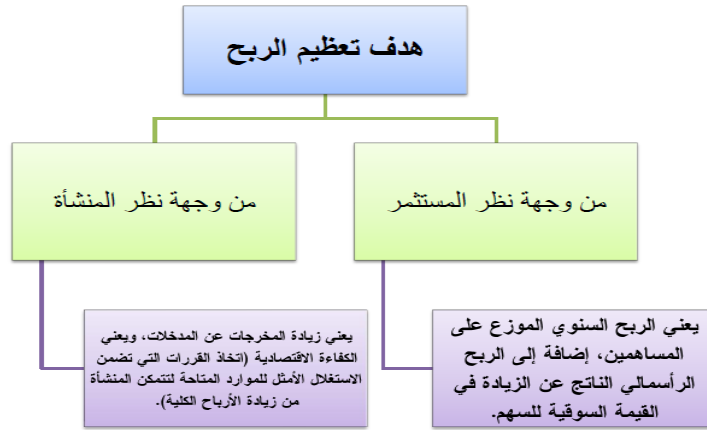 هدف تعظيم الربح
من وجهة نظر المستثمر
من وجهة نظر المنشأة
يعني الربح السنوي الموزع على
المساهمين، إضافة إلى الربح
الرأسمالي الناتج عن الزيادة في
القيمة السوقية للسهم.
يعني زيادة المخرجات عن المدخلات، ويعني
الكفاءة الاقتصادية (اتخاذ القررات التي تضمن
الاستغلال الأمثل للموارد المتاحة لتتمكن المنشأة
من زيادة الأرباح الكلية).